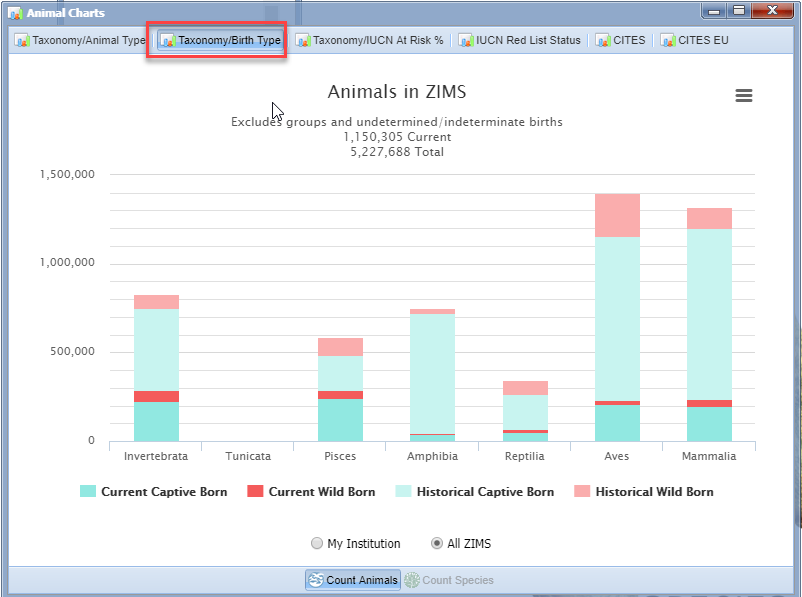 Animal Charts
Taxonomy/Animal Type Taxonomy/Birth Type Taxonomy/IUCN At Risk % IUCN Red List Status CITES CITES EU
Animals in ZIMS
Excludes groups and undetermined/indeterminate births
1,150,305 Current
5,227,688 Total
1,500,000
1,000,000
500,000
0
Invertebrata Tunicata Pisces Amphibia Reptilia Aves Mammalia
Current Captive Born Current Wild Born Historical Captive Born Historical Wild Born
My Institution All ZIMS
Count Animals Count Species